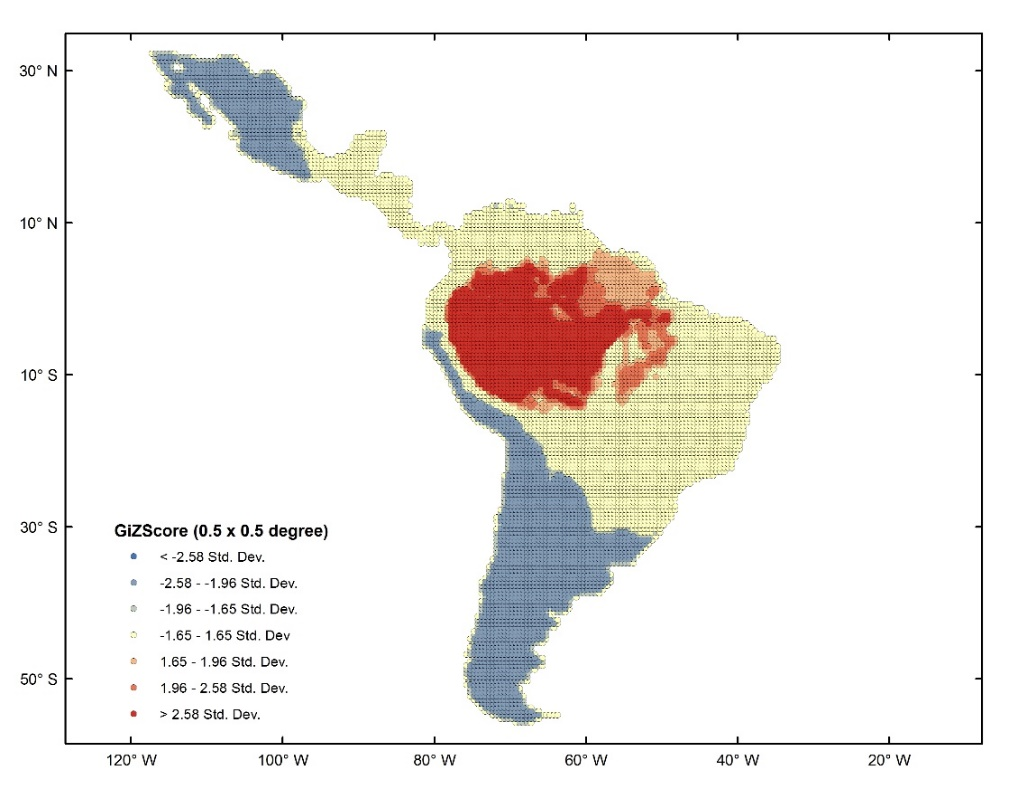 30° N
10° N
10° S
30° S
50° S
GiZScore (0.5 x 0.5 degree)
< -2.58 Std. Dev.
-2.58 - -1.96 Std. Dev.
-1.96 - -1.65 Std. Dev.
-1.65 - 1.65 Std. Dev
1.65 - 1.96 Std. Dev.
1.96 - 2.58 Std. Dev.
> 2.58 Std. Dev.
120° W
100° W
80° W
60° W
40° W
20° W